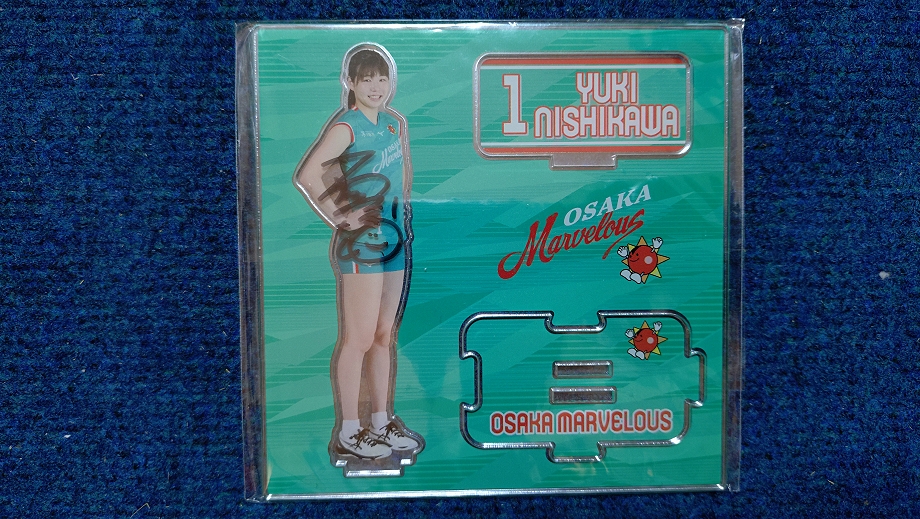 1
YUKI
NISHIKAWA
OSAKA
Marvelous
OSAKA MARVELOUS